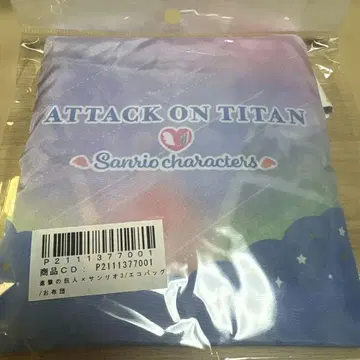 ATTACK ON TITAN
Sanrio characters
P2111377001
商品CD: P2111377001
進撃の巨人×サンリオ3/エコバッグ
/お布団